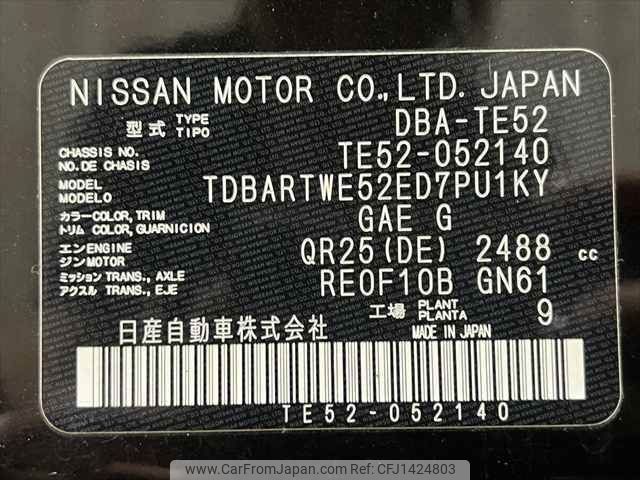 NISSAN MOTOR CO.,LTD. JAPAN
型式 TYPE TIPO DBA-TE52
CHASSIS NO. NO.DE CHASIS TE52-052140
MODEL MODELO TDBARTWE52ED7PU1KY
カラー COLOR, TRIM トリム COLOR, GUARNICION GAE G
エンジン ENGINE MOTOR QR25(DE) 2488 cc
ミッション TRANS., AXLE アクスル TRANS., EJE RE0F10B GN61
工場 PLANT PLANTA 9
日産自動車株式会社 MADE IN JAPAN
TE52-052140
www.CarFromJapan.com - Car ID: CFJ1424803